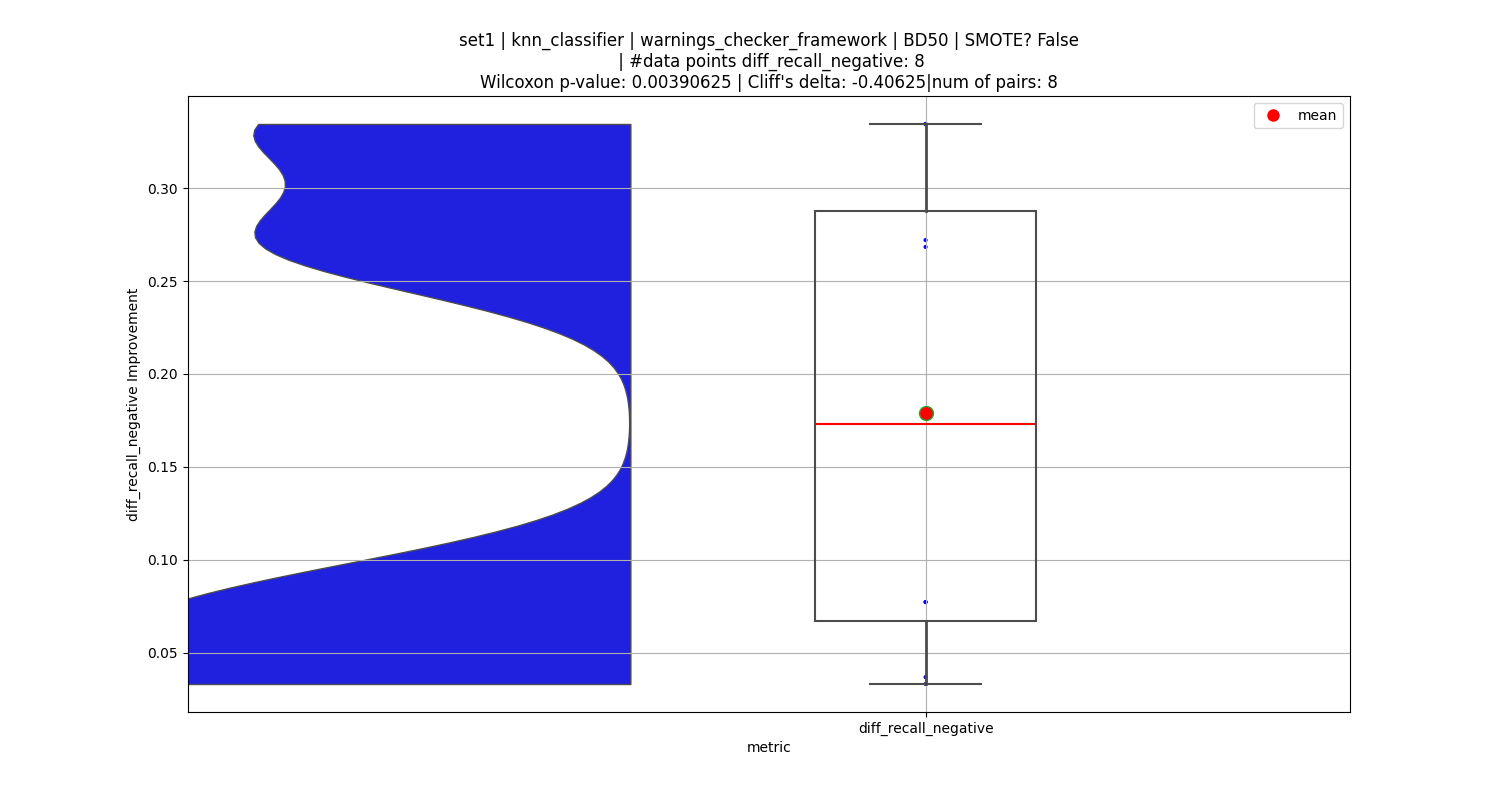 set1 | knn_classifier | warnings_checker_framework | BD50 | SMOTE? False
| #data points diff_recall_negative: 8
Wilcoxon p-value: 0.00390625 | Cliff's delta: -0.40625|num of pairs: 8
mean
0.30
0.25
0.20
0.15
0.10
0.05
diff_recall_negative Improvement
diff_recall_negative
metric